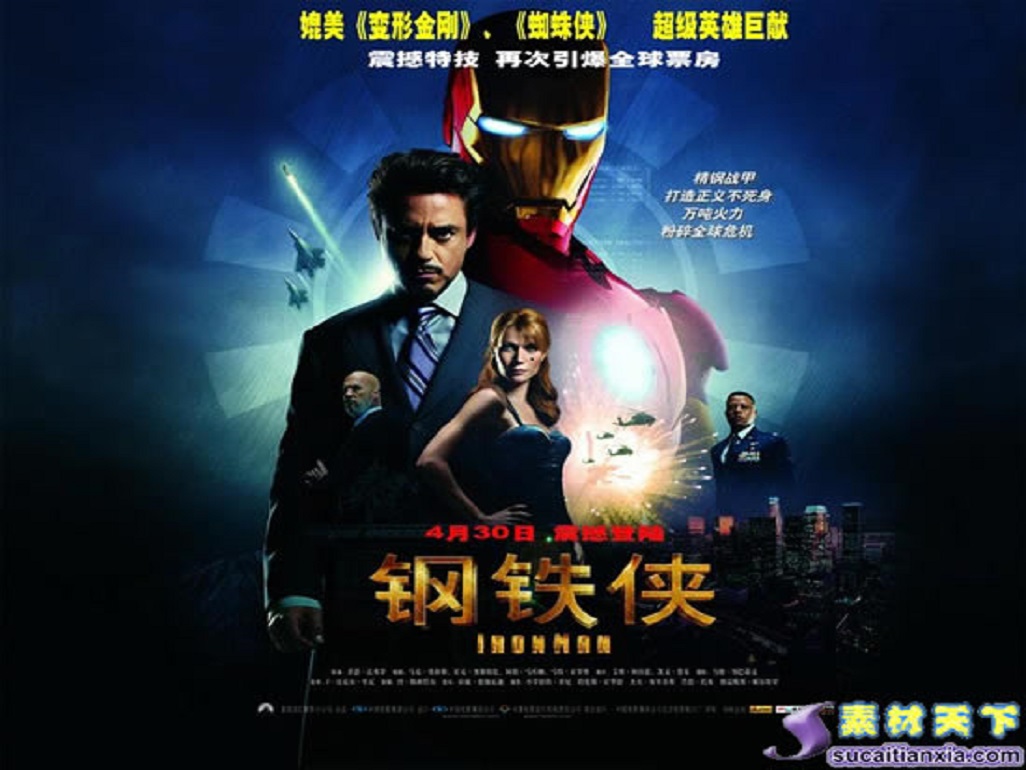 媲美《变形金刚》、《蜘蛛侠》 超级英雄巨献
震撼特技 再次引爆全球票房
精钢战甲
打造正义不死身
万吨火力
粉碎全球危机
4月30日 震撼登陆
钢铁侠
IRONMAN
素材天下
sucaitianxia.com